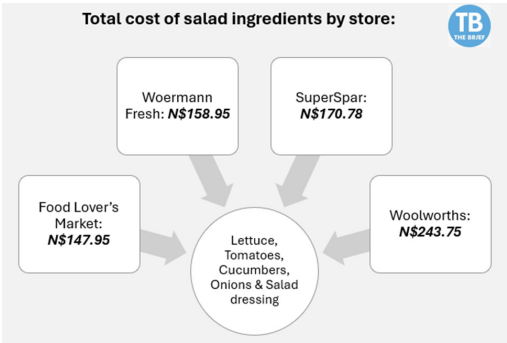 Total cost of salad ingredients by store:
TB
THE BRIEF
Woermann
Fresh: N$158.95
SuperSpar:
N$170.78
Food Lover's
Market:
N$147.95
Woolworths:
N$243.75
Lettuce,
Tomatoes,
Cucumbers,
Onions & Salad
dressing